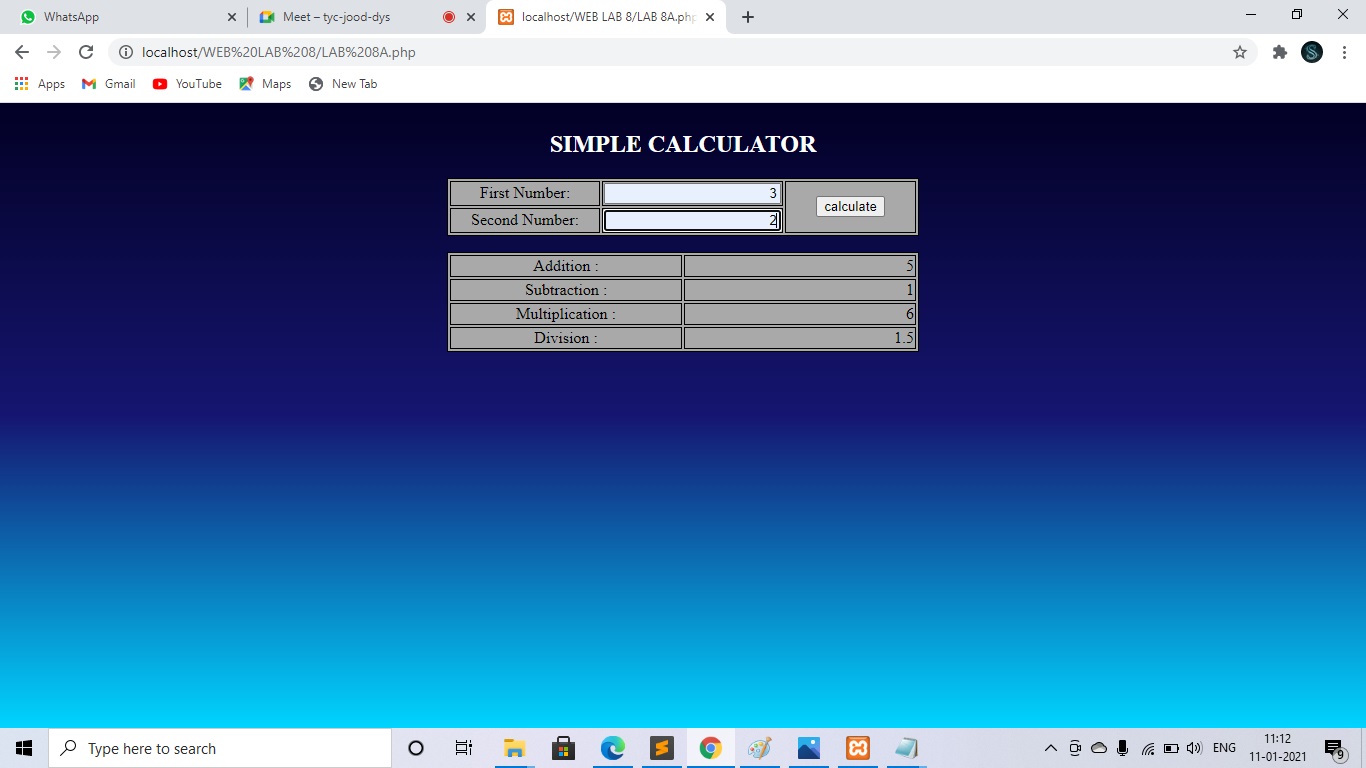 WhatsApp
Meet – tyc-jood-dys
localhost/WEB LAB 8/LAB 8A.php
localhost/WEB%20LAB%208/LAB%208A.php
Apps Gmail YouTube Maps New Tab
SIMPLE CALCULATOR
First Number: 3
calculate
Second Number: 2
Addition : 5
Subtraction : 1
Multiplication : 6
Division : 1.5
Type here to search
ENG
11:12
11-01-2021
9